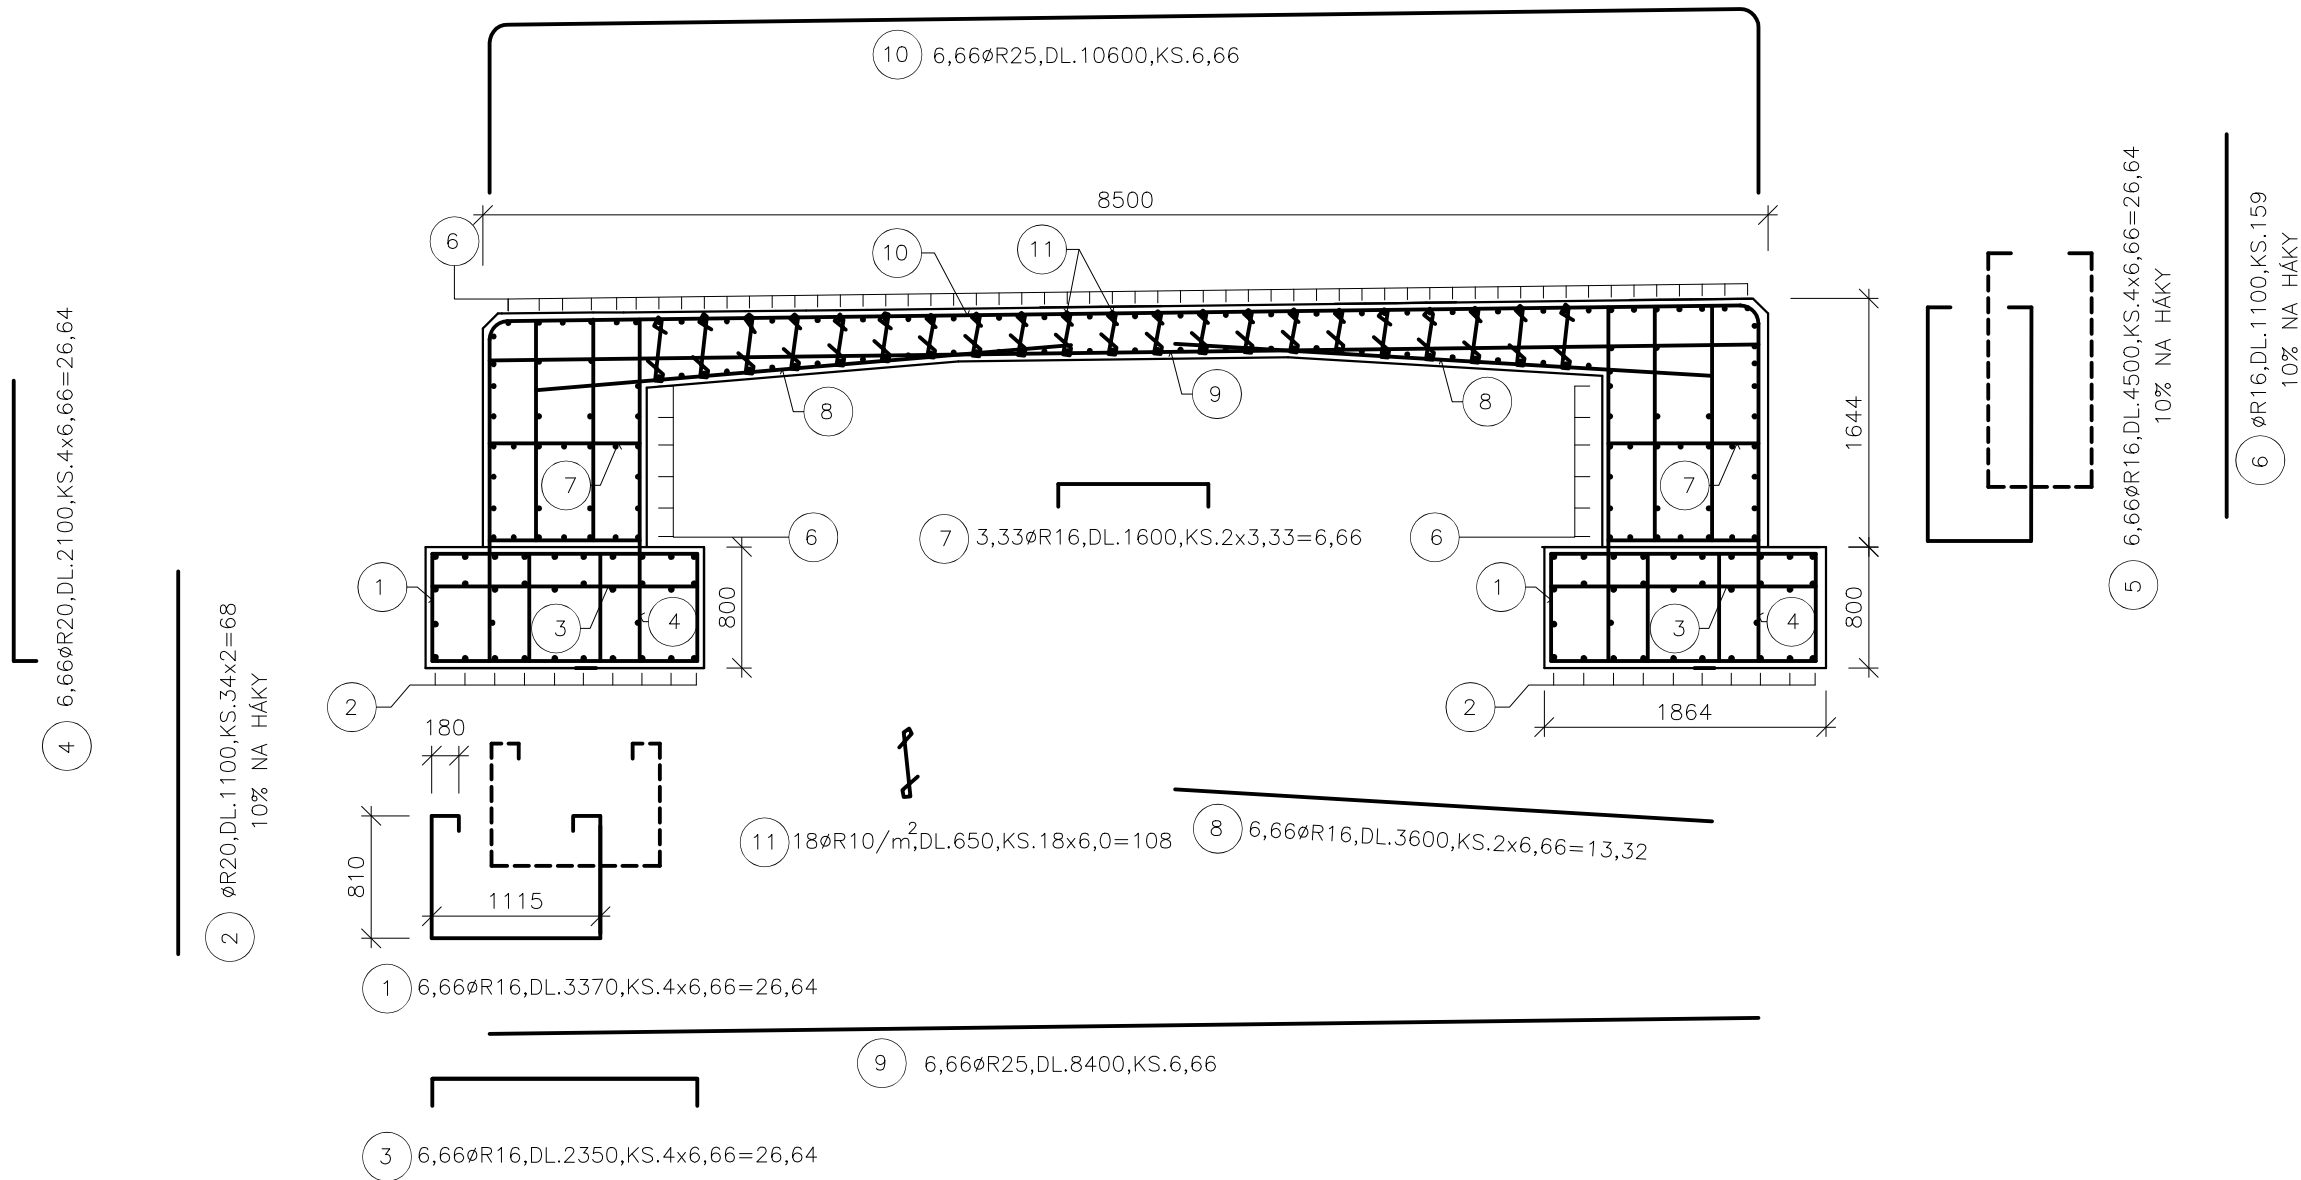 10 6,66øR25,DL.10600,KS.6,66
8500
6
10
11
8
9
8
7
7
6
7 3,33øR16,DL.1600,KS.2x3,33=6,66
6
1
3
4
800
1
3
4
1644
800
2
2
1864
4 6,66øR20,DL.2100,KS.4x6,66=26,64
2 øR20,DL.1100,KS.34x2=68
10% NA HÁKY
5 6,66øR16,DL.4500,KS.4x6,66=26,64
10% NA HÁKY
6 øR16,DL.1100,KS.159
10% NA HÁKY
180
810
1115
11 18øR10/m²,DL.650,KS.18x6,0=108
8 6,66øR16,DL.3600,KS.2x6,66=13,32
1 6,66øR16,DL.3370,KS.4x6,66=26,64
9 6,66øR25,DL.8400,KS.6,66
3 6,66øR16,DL.2350,KS.4x6,66=26,64